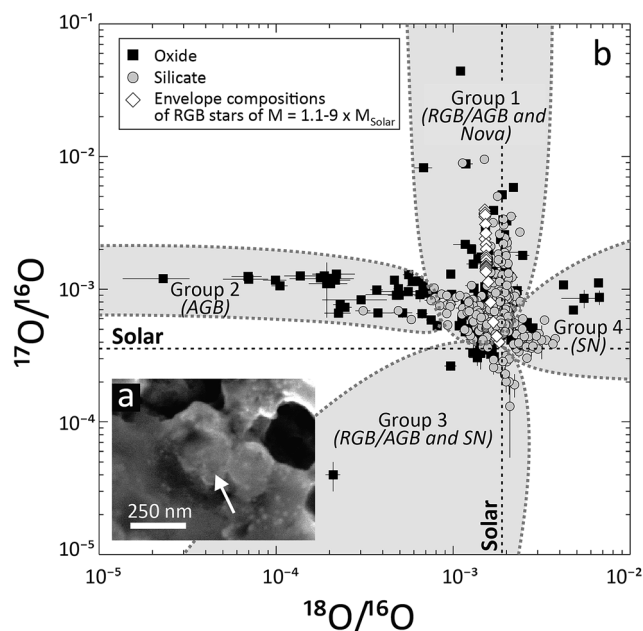 10⁻¹
b
Oxide
Silicate
Envelope compositions
of RGB stars of M = 1.1-9 x M_Solar
Group 1
(RGB/AGB and
Nova)
10⁻²
¹⁷O/¹⁶O
10⁻³
Group 2
(AGB)
Group 4
(SN)
Solar
10⁻⁴
a
250 nm
Group 3
(RGB/AGB and SN)
Solar
10⁻⁵
10⁻⁵
10⁻⁴
10⁻³
10⁻²
¹⁸O/¹⁶O